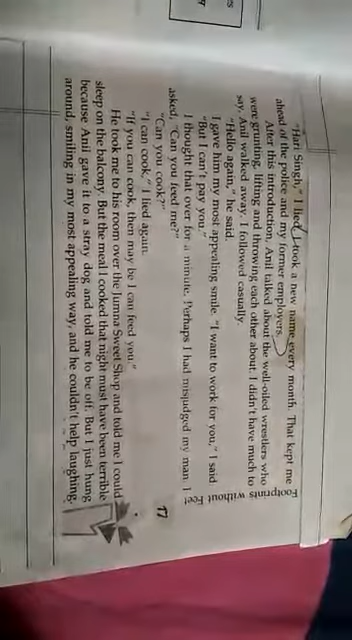 "Hari Singh," I lied. I took a new name every month. That kept me
ahead of the police and my former employers.
After this introduction, Anil talked about the well-oiled wrestlers who
were grunting, lifting and throwing each other about. I didn't have much to
say. Anil walked away. I followed casually.
"Hello again," he said.
I gave him my most appealing smile. "I want to work for you," I said.
"But I can't pay you."
I thought that over for a minute. Perhaps I had misjudged my man. I
asked, "Can you feed me?"
"Can you cook?"
"I can cook," I lied again.
"If you can cook, then may be I can feed you."
He took me to his room over the Jumna Sweet Shop and told me I could
sleep on the balcony. But the meal I cooked that night must have been terrible
because Anil gave it to a stray dog and told me to be off. But I just hung
around, smiling in my most appealing way, and he couldn't help laughing.
Footprints without Feet